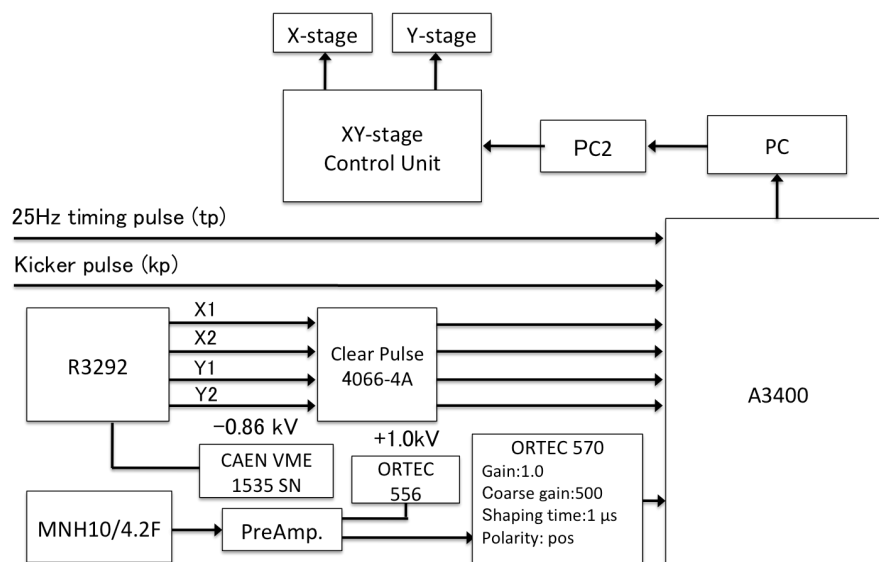 X-stage
Y-stage
XY-stage
Control Unit
PC2
PC
25Hz timing pulse (tp)
Kicker pulse (kp)
R3292
X1
X2
Y1
Y2
Clear Pulse
4066-4A
A3400
−0.86 kV
CAEN VME
1535 SN
+1.0kV
ORTEC
556
ORTEC 570
Gain:1.0
Coarse gain:500
Shaping time:1 μs
Polarity: pos
MNH10/4.2F
PreAmp.